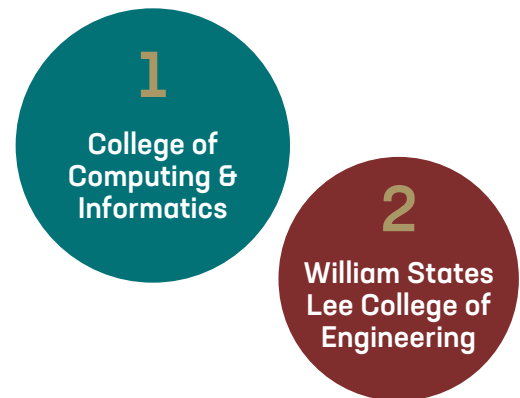 1
College of
Computing &
Informatics
2
William States
Lee College of
Engineering